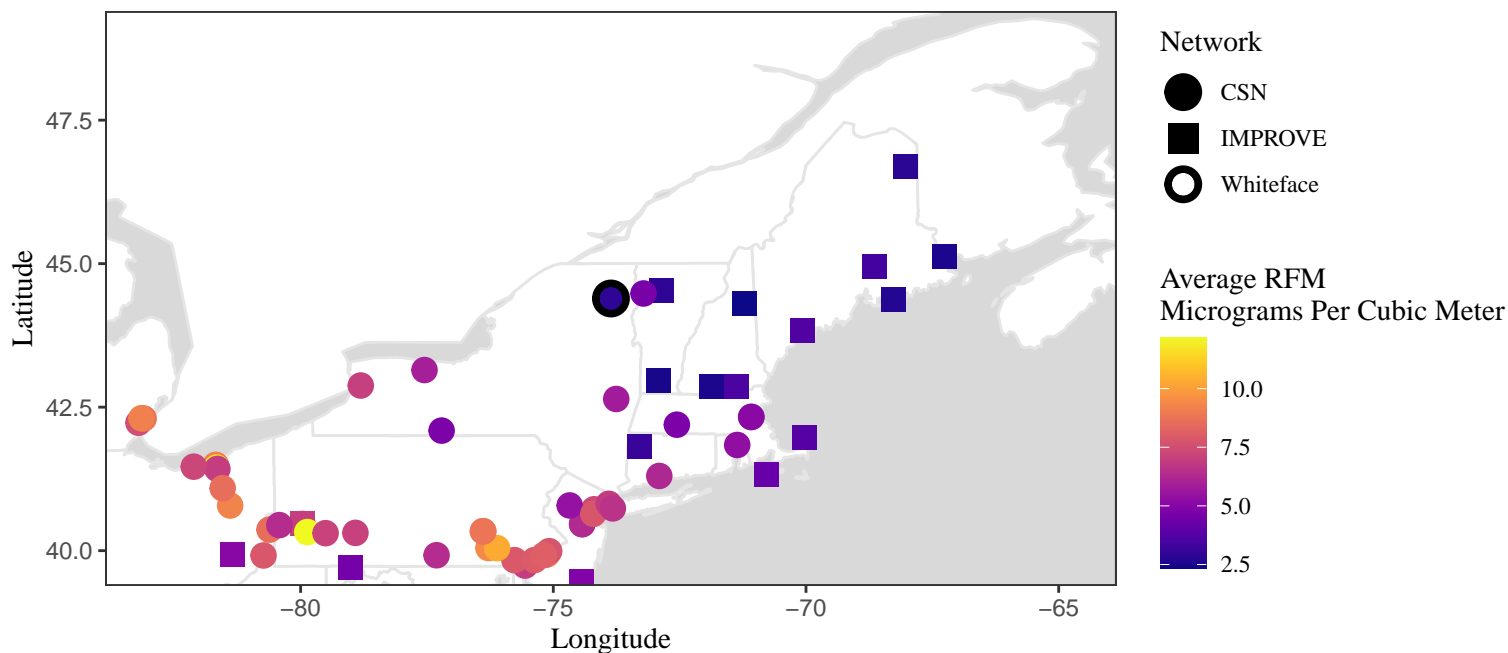 47.5
45.0
42.5
40.0
Latitude
−80
−75
−70
−65
Longitude
Network
CSN
IMPROVE
Whiteface
Average RFM
Micrograms Per Cubic Meter
10.0
7.5
5.0
2.5